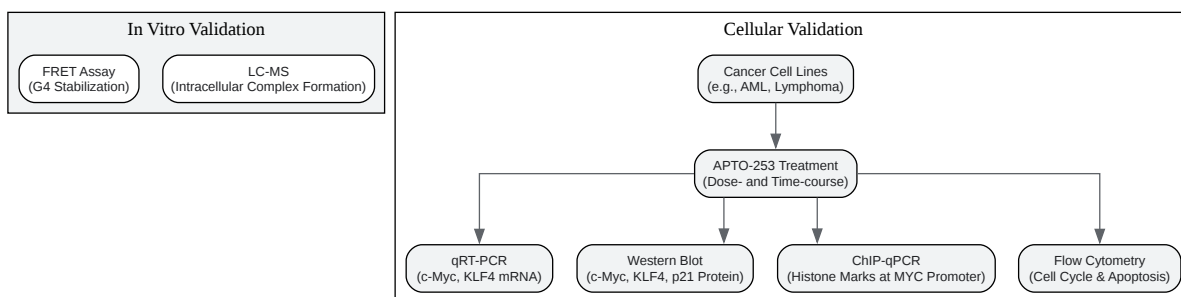 In Vitro Validation
FRET Assay
(G4 Stabilization)
LC-MS
(Intracellular Complex Formation)
Cellular Validation
Cancer Cell Lines
(e.g., AML, Lymphoma)
APTO-253 Treatment
(Dose- and Time-course)
qRT-PCR
(c-Myc, KLF4 mRNA)
Western Blot
(c-Myc, KLF4, p21 Protein)
ChIP-qPCR
(Histone Marks at MYC Promoter)
Flow Cytometry
(Cell Cycle & Apoptosis)